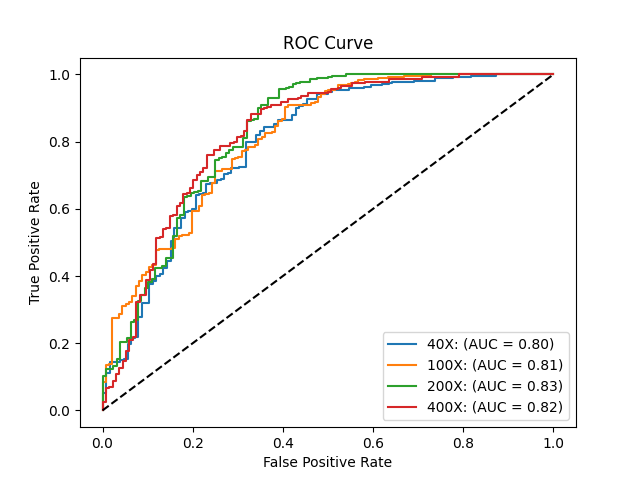 ROC Curve
1.0
0.8
0.6
0.4
0.2
0.0
True Positive Rate
40X: (AUC = 0.80)
100X: (AUC = 0.81)
200X: (AUC = 0.83)
400X: (AUC = 0.82)
0.0 0.2 0.4 0.6 0.8 1.0
False Positive Rate